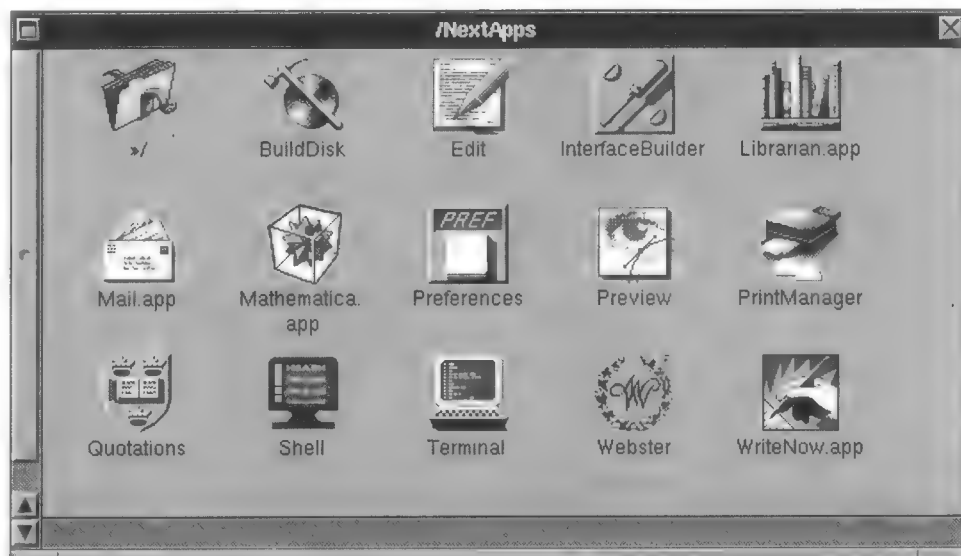 /NextApps
»/
BuildDisk
Edit
InterfaceBuilder
Librarian.app
Mail.app
Mathematica.
app
PREF
Preferences
Preview
PrintManager
Quotations
Shell
Terminal
W
Webster
WriteNow.app